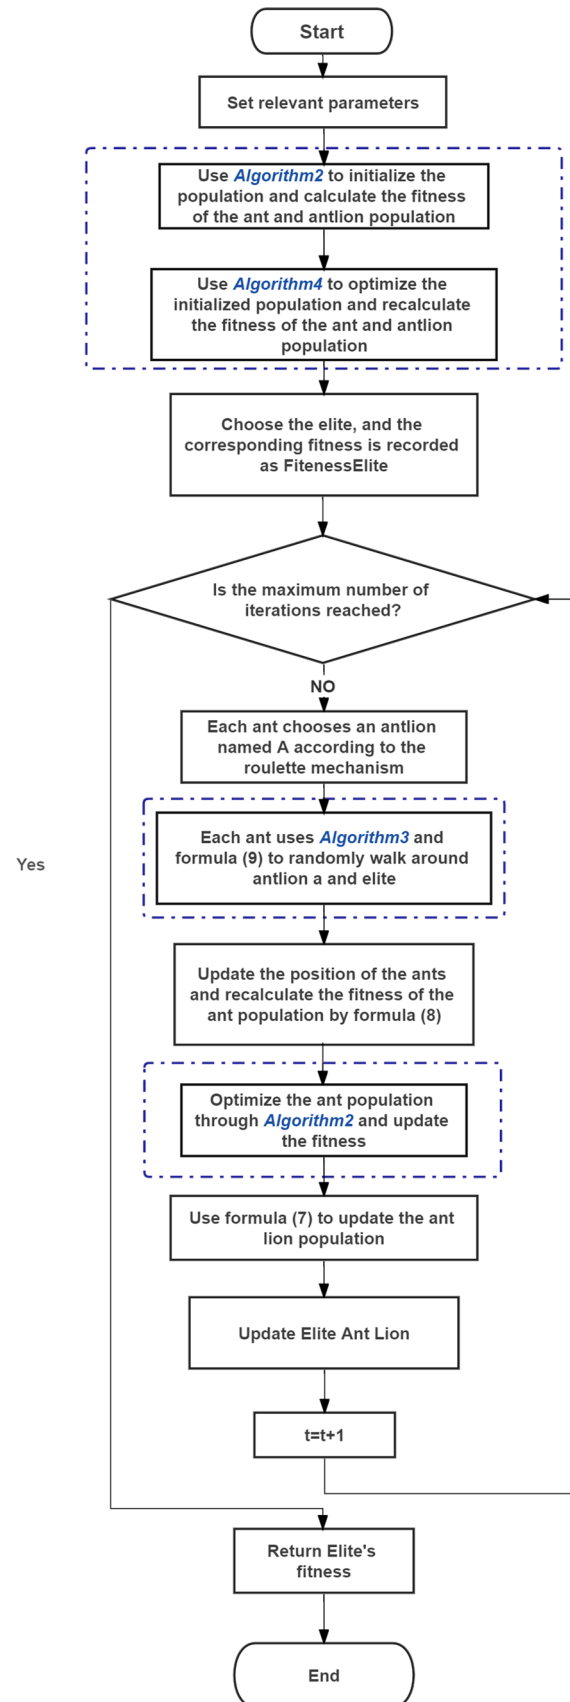 Start
Set relevant parameters
Use Algorithm2 to initialize the
population and calculate the fitness
of the ant and antlion population
Use Algorithm4 to optimize the
initialized population and recalculate
the fitness of the ant and antlion
population
Choose the elite, and the
corresponding fitness is recorded
as FitenessElite
Is the maximum number of
iterations reached?
NO
Each ant chooses an antlion
named A according to the
roulette mechanism
Each ant uses Algorithm3 and
formula (9) to randomly walk around
antlion a and elite
Yes
Update the position of the ants
and recalculate the fitness of the
ant population by formula (8)
Optimize the ant population
through Algorithm2 and update
the fitness
Use formula (7) to update the ant
lion population
Update Elite Ant Lion
t=t+1
Return Elite's
fitness
End